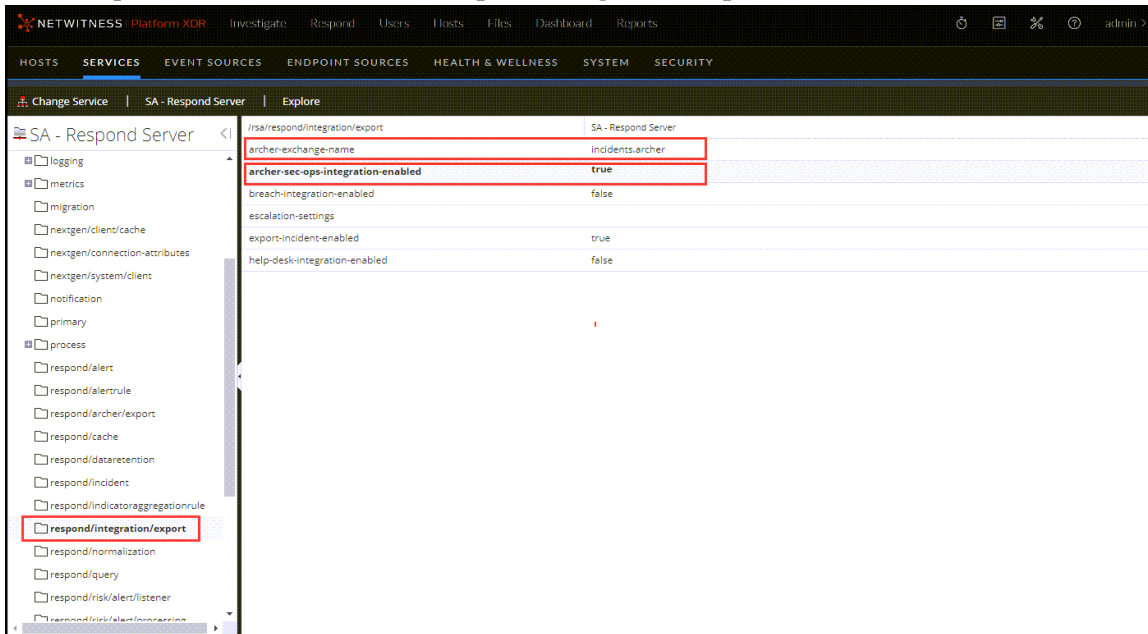 NETWITNESS Platform XDR Investigate Respond Users Hosts Files Dashboard Reports admin >
HOSTS SERVICES EVENT SOURCES ENDPOINT SOURCES HEALTH & WELLNESS SYSTEM SECURITY
Change Service | SA - Respond Server | Explore
SA - Respond Server
/rsa/respond/integration/export SA - Respond Server
archer-exchange-name incidents.archer
archer-sec-ops-integration-enabled true
breach-integration-enabled false
escalation-settings
export-incident-enabled true
help-desk-integration-enabled false
logging
metrics
migration
nextgen/client/cache
nextgen/connection-attributes
nextgen/system/client
notification
primary
process
respond/alert
respond/alertrule
respond/archer/export
respond/cache
respond/dataretention
respond/incident
respond/indicatoraggregationrule
respond/integration/export
respond/normalization
respond/query
respond/risk/alert/listener
respond/risk/alert/processing